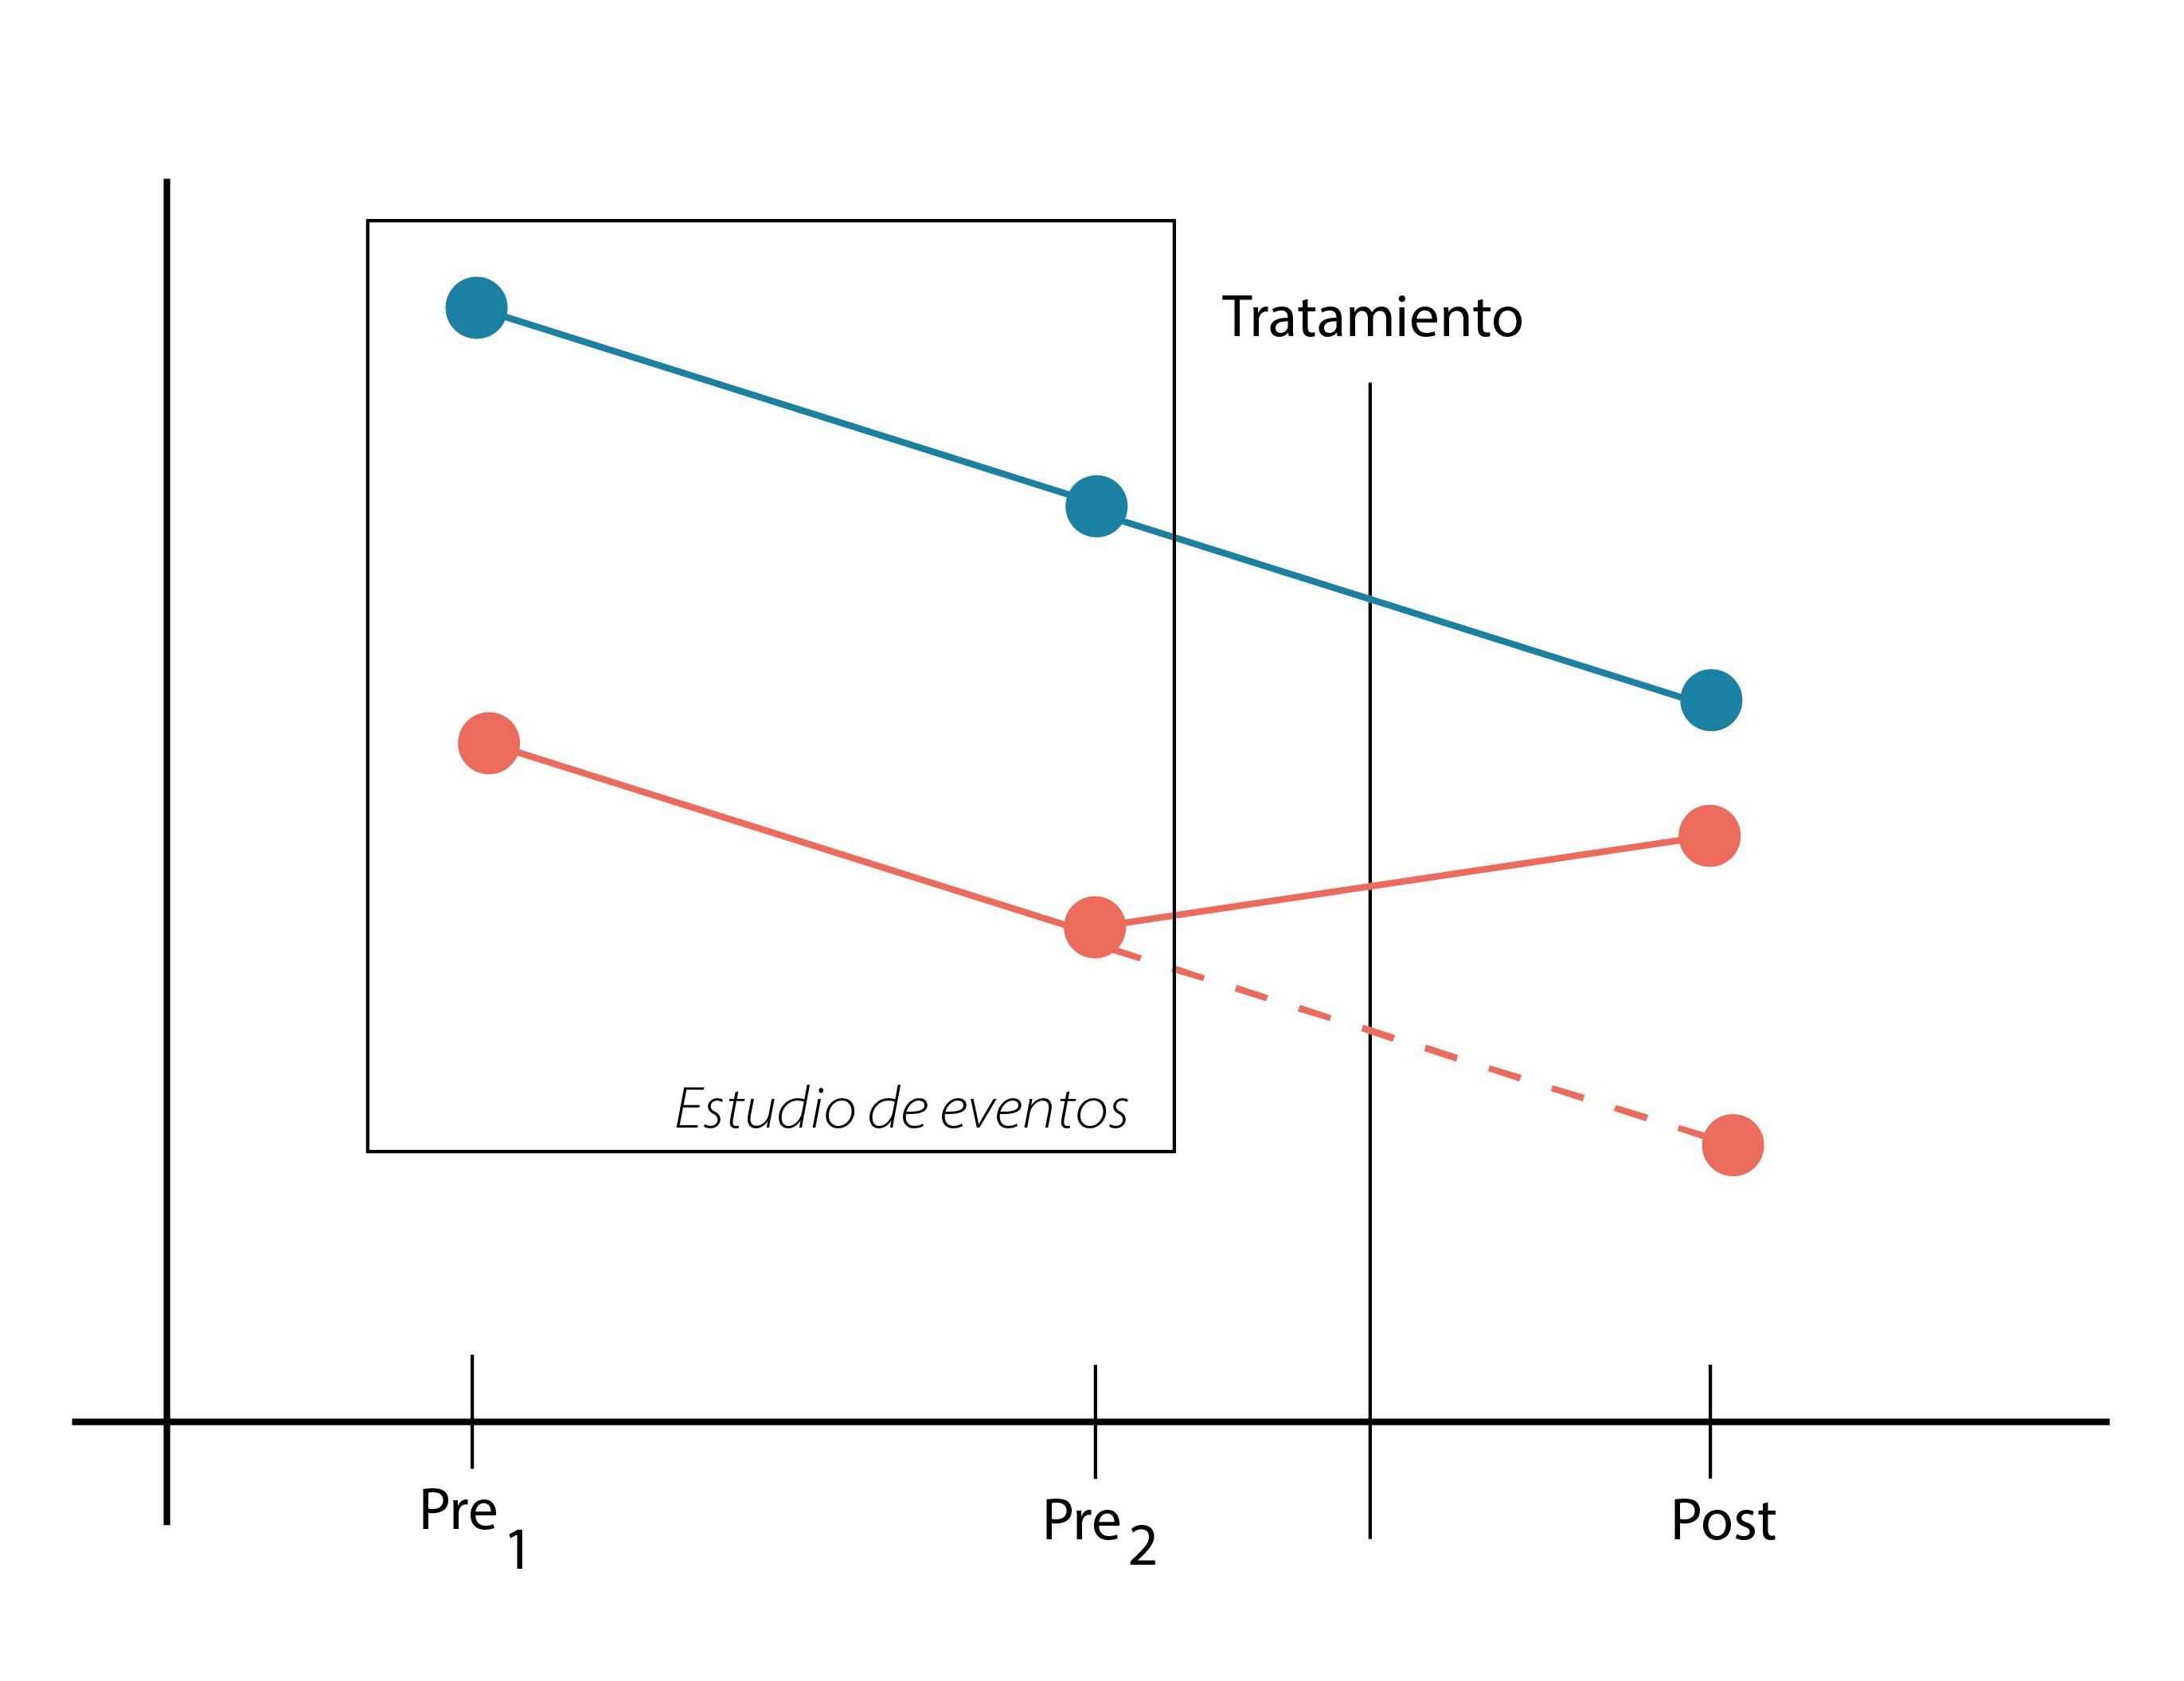 Tratamiento
Estudio de eventos
Pre 1
Pre 2
Post